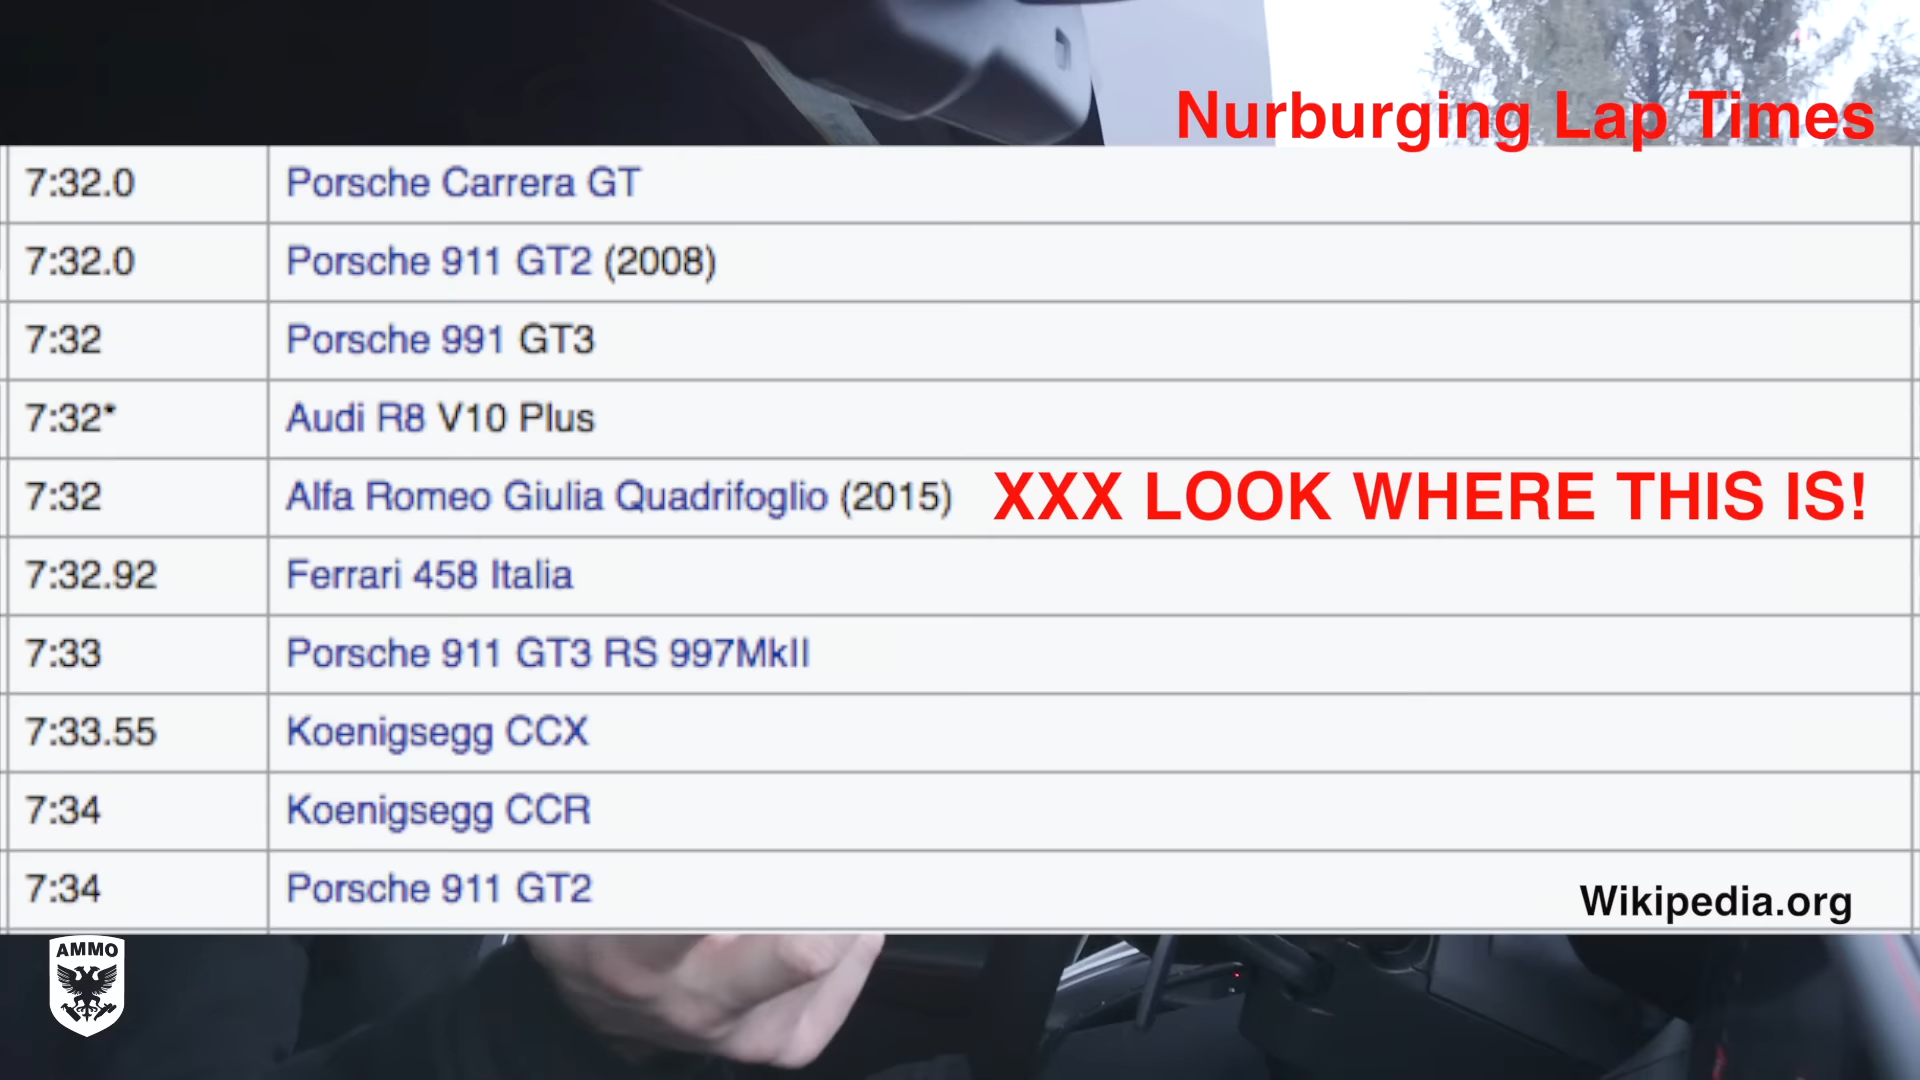 Nurburging Lap Times
7:32.0 Porsche Carrera GT
7:32.0 Porsche 911 GT2 (2008)
7:32 Porsche 991 GT3
7:32* Audi R8 V10 Plus
7:32 Alfa Romeo Giulia Quadrifoglio (2015) XXX LOOK WHERE THIS IS!
7:32.92 Ferrari 458 Italia
7:33 Porsche 911 GT3 RS 997MkII
7:33.55 Koenigsegg CCX
7:34 Koenigsegg CCR
7:34 Porsche 911 GT2
Wikipedia.org
AMMO